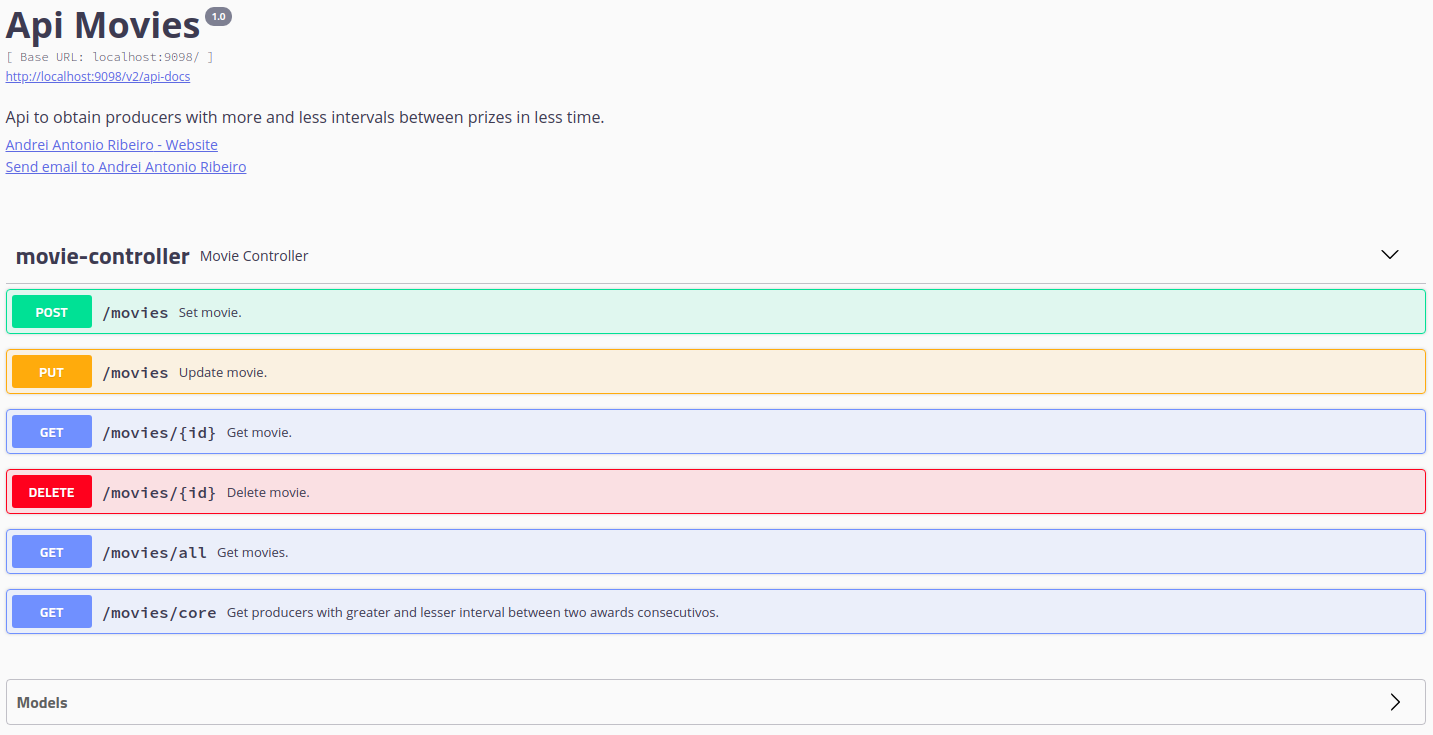 Api Movies 1.0
[ Base URL: localhost:9098/ ]
http://localhost:9098/v2/api-docs
Api to obtain producers with more and less intervals between prizes in less time.
Andrei Antonio Ribeiro - Website
Send email to Andrei Antonio Ribeiro
movie-controller Movie Controller
POST /movies Set movie.
PUT /movies Update movie.
GET /movies/{id} Get movie.
DELETE /movies/{id} Delete movie.
GET /movies/all Get movies.
GET /movies/core Get producers with greater and lesser interval between two awards consecutivos.
Models